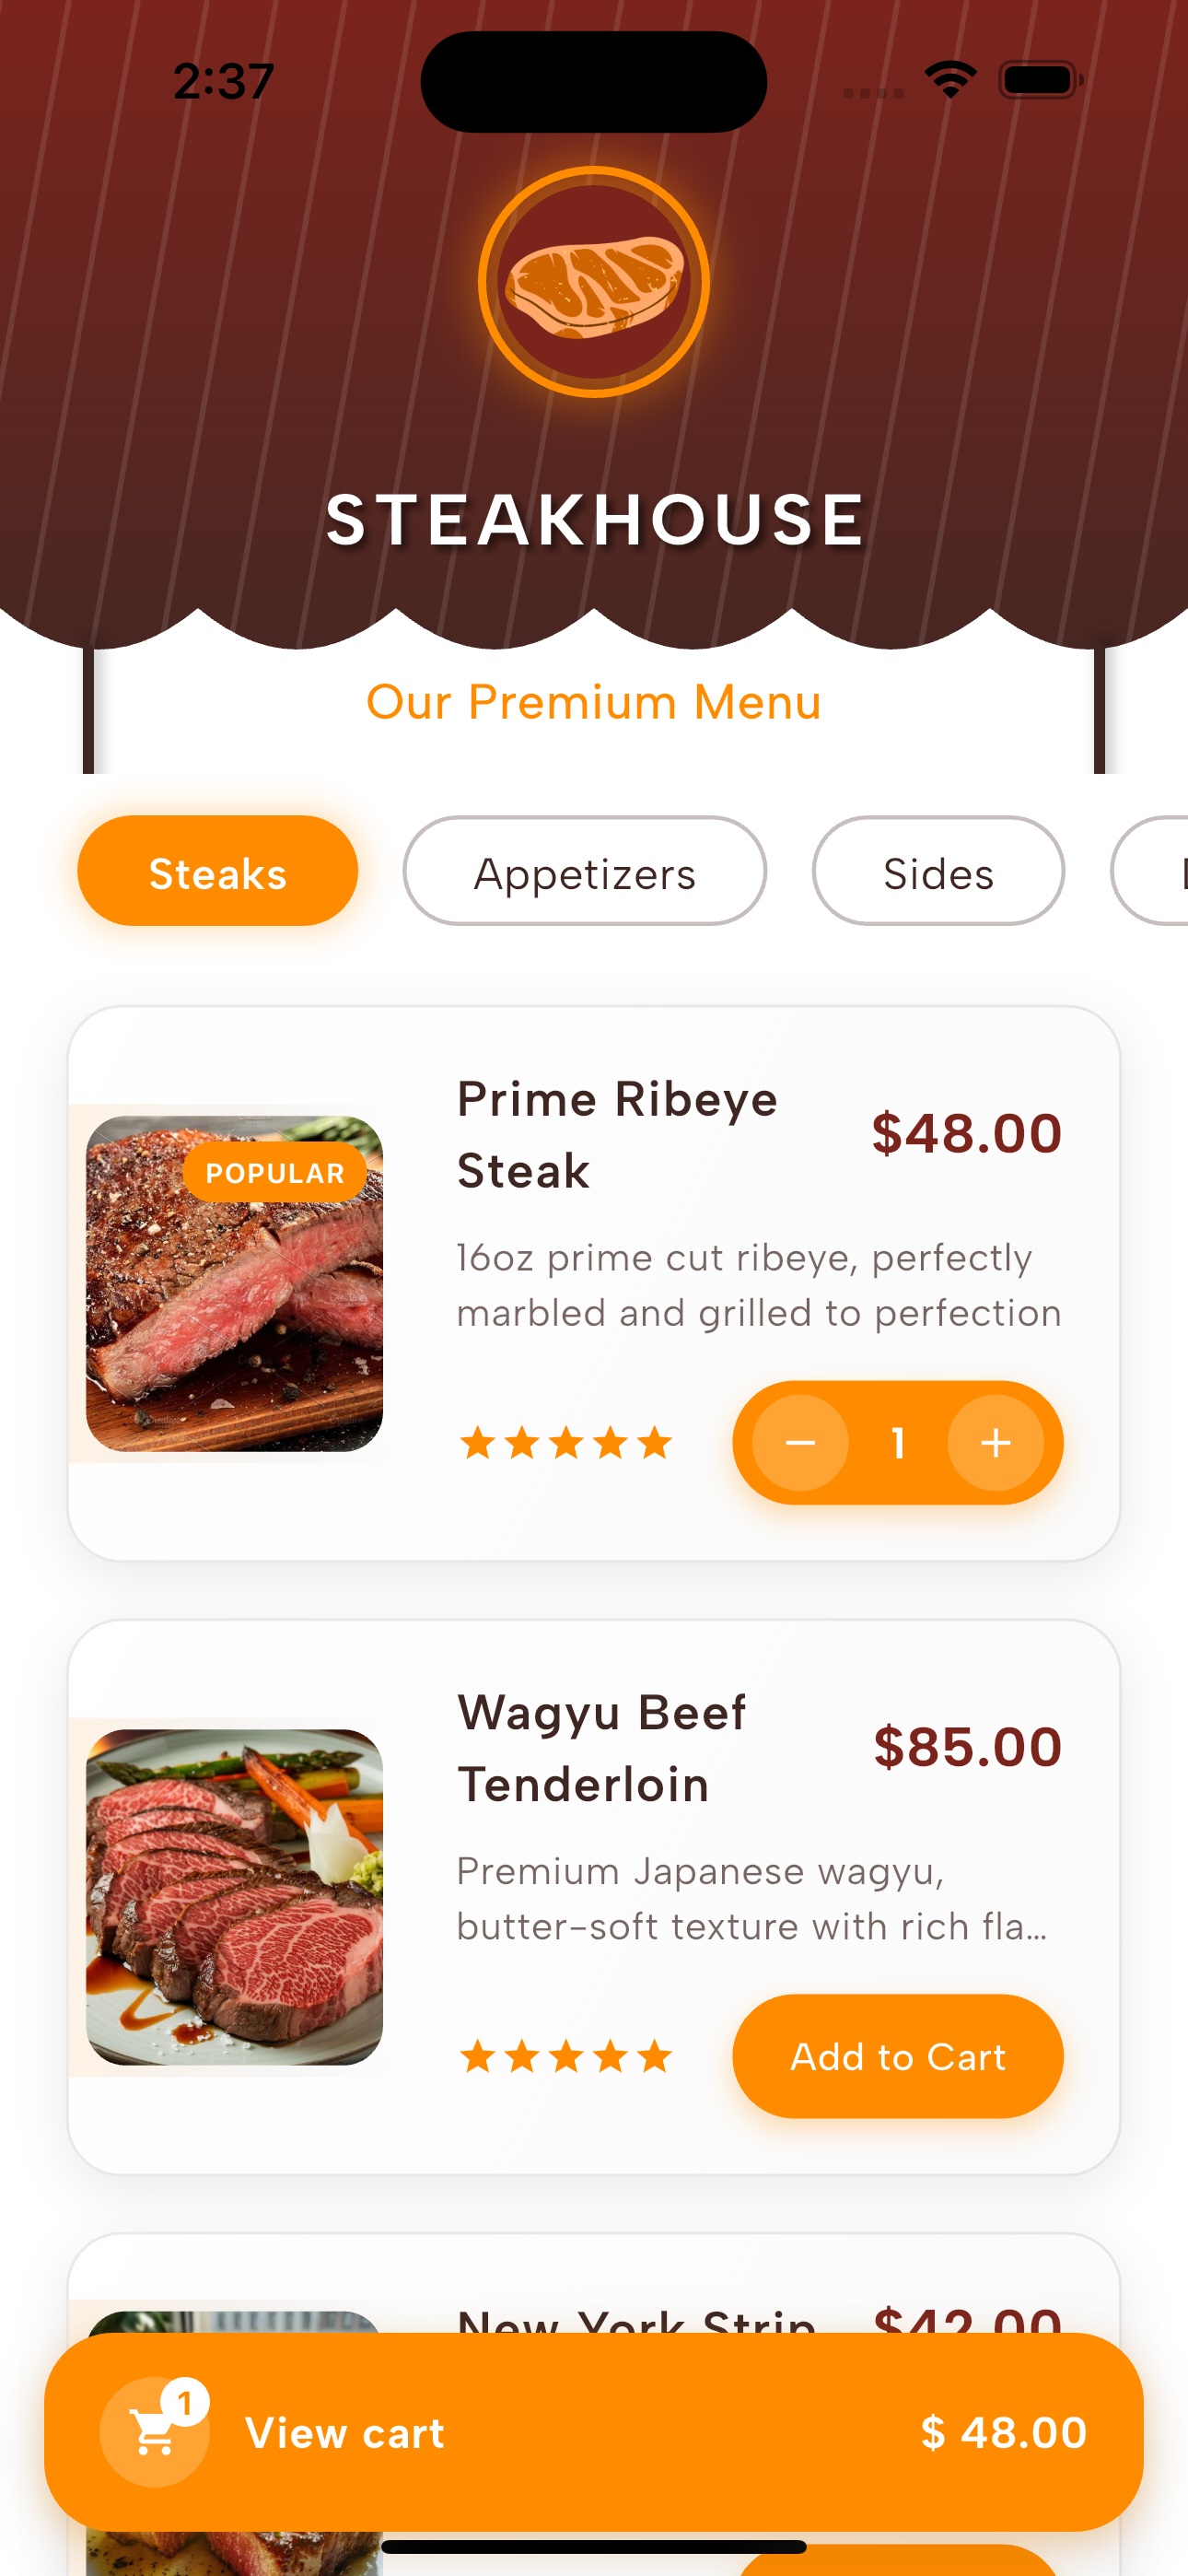 2:37
STEAKHOUSE
Our Premium Menu
Steaks
Appetizers
Sides
POPULAR
Prime Ribeye
Steak
$48.00
16oz prime cut ribeye, perfectly
marbled and grilled to perfection
1
Wagyu Beef
Tenderloin
$85.00
Premium Japanese wagyu,
butter-soft texture with rich fla...
Add to Cart
New York Strip
$42.00
1
View cart
$ 48.00